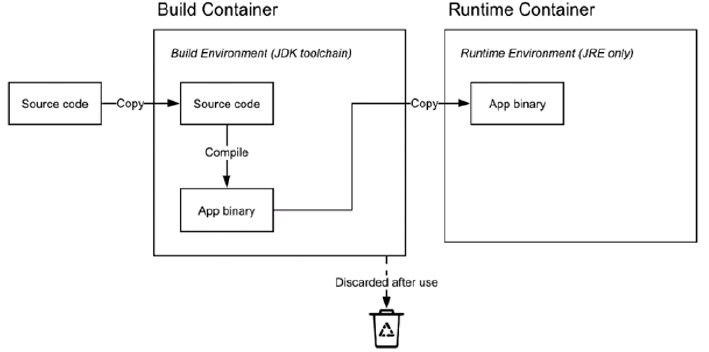 Build Container
Runtime Container
Build Environment (JDK toolchain)
Runtime Environment (JRE only)
Source code
Copy
Source code
Copy
App binary
Compile
App binary
Discarded after use